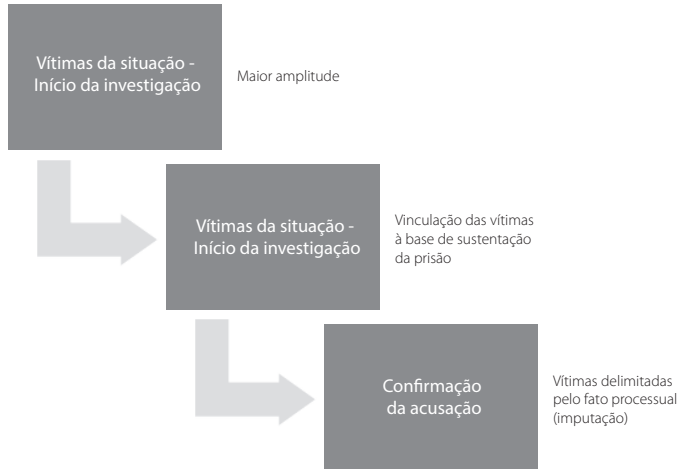 Vítimas da situação -
Início da investigação
Maior amplitude
Vítimas da situação -
Início da investigação
Vinculação das vítimas
à base de sustentação
da prisão
Confirmação
da acusação
Vítimas delimitadas
pelo fato processual
(imputação)